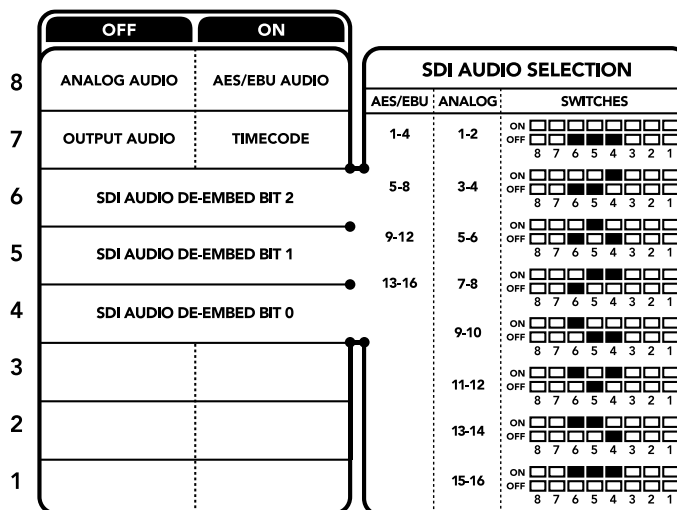 OFF ON
8 ANALOG AUDIO AES/EBU AUDIO
7 OUTPUT AUDIO TIMECODE
6 SDI AUDIO DE-EMBED BIT 2
5 SDI AUDIO DE-EMBED BIT 1
4 SDI AUDIO DE-EMBED BIT 0
3
2
1
SDI AUDIO SELECTION
AES/EBU ANALOG SWITCHES
1-4 1-2 ON
OFF
8 7 6 5 4 3 2 1
5-8 3-4 ON
OFF
8 7 6 5 4 3 2 1
9-12 5-6 ON
OFF
8 7 6 5 4 3 2 1
13-16 7-8 ON
OFF
8 7 6 5 4 3 2 1
9-10 ON
OFF
8 7 6 5 4 3 2 1
11-12 ON
OFF
8 7 6 5 4 3 2 1
13-14 ON
OFF
8 7 6 5 4 3 2 1
15-16 ON
OFF
8 7 6 5 4 3 2 1